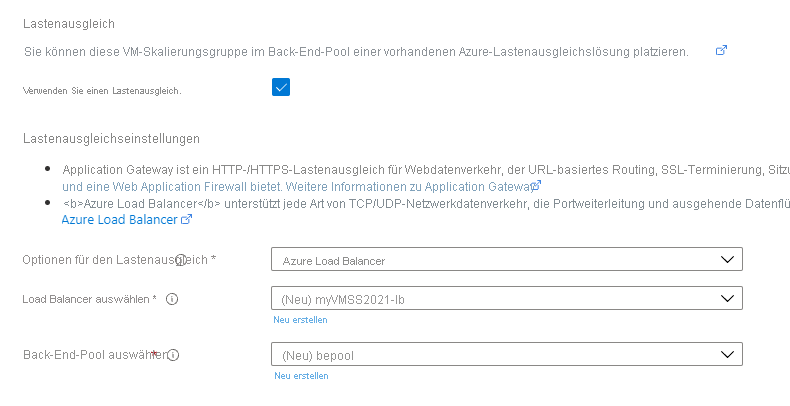 Lastenausgleich
Sie können diese VM-Skalierungsgruppe im Back-End-Pool einer vorhandenen Azure-Lastenausgleichslösung platzieren.
Verwenden Sie einen Lastenausgleich.
Lastenausgleichseinstellungen
• Application Gateway ist ein HTTP-/HTTPS-Lastenausgleich für Webdatenverkehr, der URL-basiertes Routing, SSL-Terminierung, Sitzu
und eine Web Application Firewall bietet. Weitere Informationen zu Application Gateway
• <b>Azure Load Balancer</b> unterstützt jede Art von TCP/UDP-Netzwerkdatenverkehr, die Portweiterleitung und ausgehende Datenflü
Azure Load Balancer
Optionen für den Lastenausgleich * Azure Load Balancer
Load Balancer auswählen * (Neu) myVMSS2021-lb
Neu erstellen
Back-End-Pool auswählen * (Neu) bepool
Neu erstellen